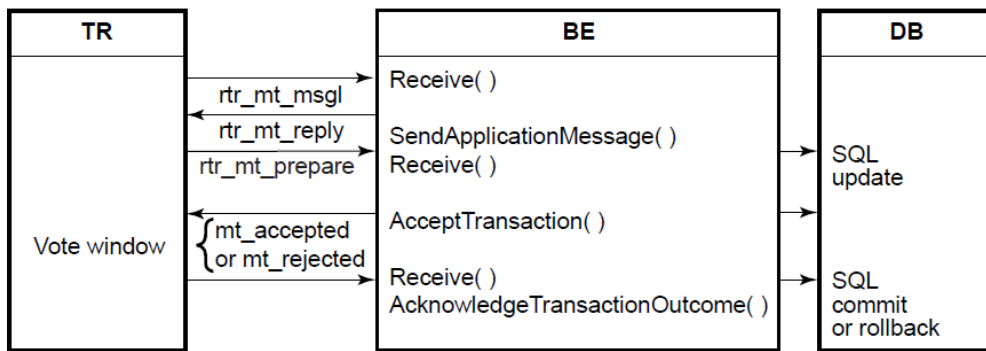 TR
BE
DB
Receive( )
rtr_mt_msgl
rtr_mt_reply
SendApplicationMessage( )
rtr_mt_prepare
Receive( )
SQL
update
AcceptTransaction( )
Vote window
mt_accepted
or mt_rejected
Receive( )
AcknowledgeTransactionOutcome( )
SQL
commit
or rollback